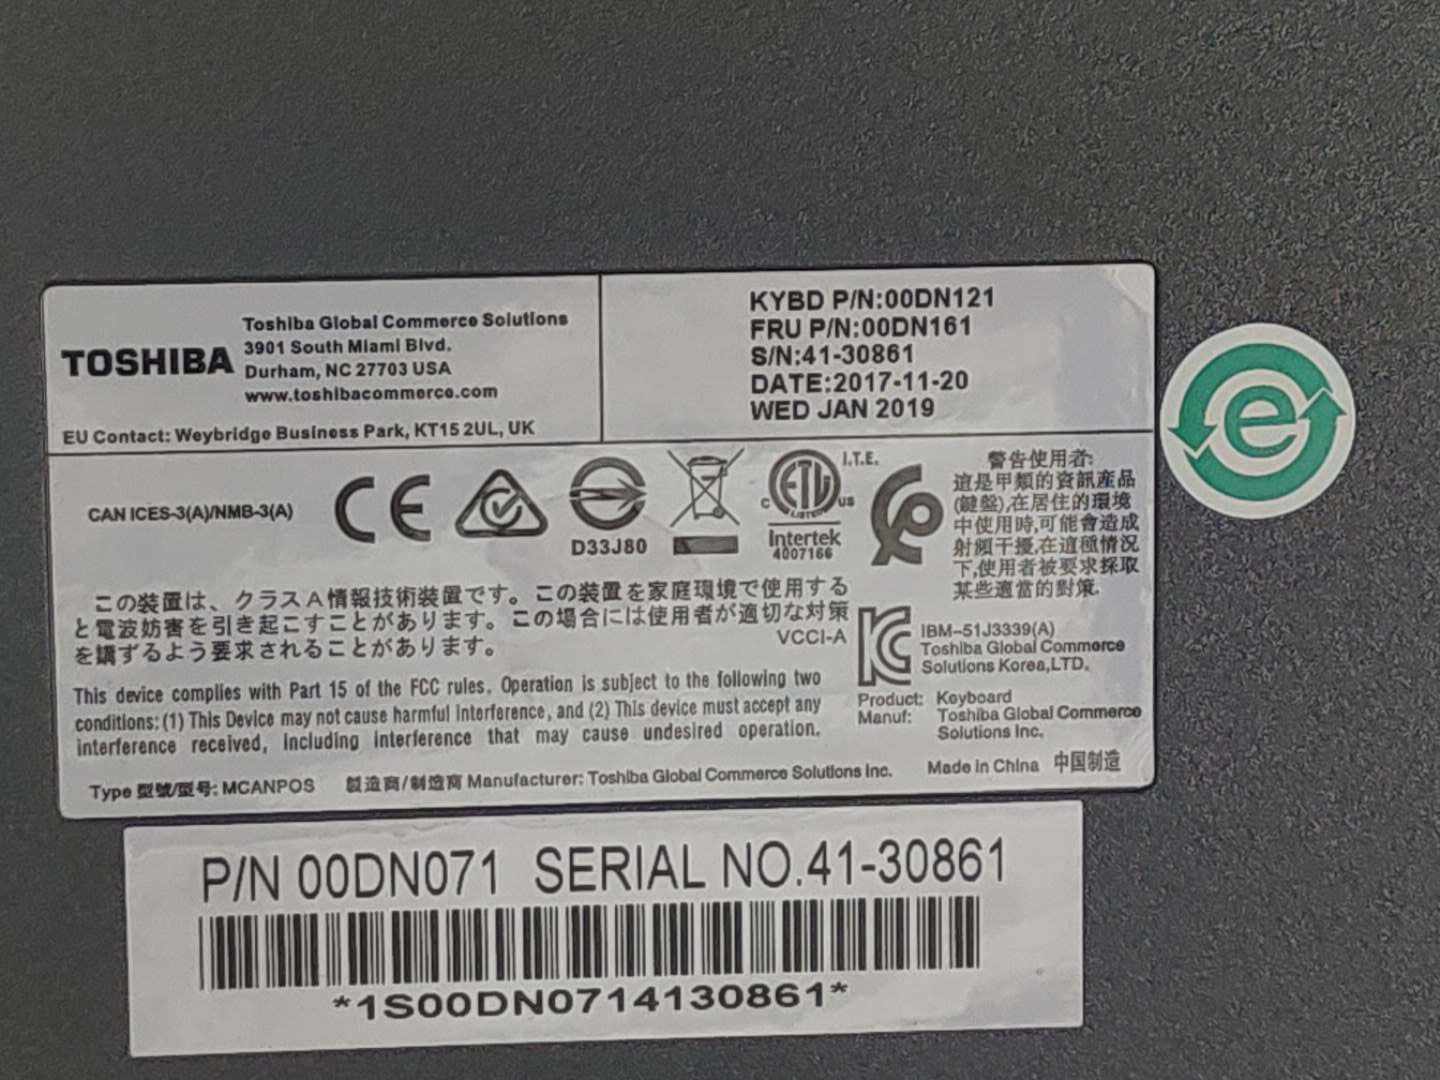 TOSHIBA
Toshiba Global Commerce Solutions
3901 South Miami Blvd.
Durham, NC 27703 USA
www.toshibacommerce.com
EU Contact: Weybridge Business Park, KT15 2UL, UK
KYBD P/N:00DN121
FRU P/N:00DN161
S/N:41-30861
DATE:2017-11-20
WED JAN 2019
e
CAN ICES-3(A)/NMB-3(A)
CE
D33J80
C ETL US
LISTED
I.T.E.
Intertek
4007166
警告使用者:
這是甲類的資訊產品
(鍵盤),在居住的環境
中使用時,可能會造成
射頻干擾,在這種情況
下,使用者被要求採取
某些適當的對策.
この装置は、クラスA情報技術装置です。この装置を家庭環境で使用する
と電波妨害を引き起こすことがあります。この場合には使用者が適切な対策
を講ずるよう要求されることがあります。
VCCI-A
IBM-51J3339(A)
Toshiba Global Commerce
Solutions Korea,LTD.
Product: Keyboard
Manuf: Toshiba Global Commerce
Solutions Inc.
This device complies with Part 15 of the FCC rules. Operation is subject to the following two
conditions: (1) This Device may not cause harmful Interference, and (2) This device must accept any
interference received, including interference that may cause undesired operation.
Type 型號/型号: MCANPOS 製造商/制造商 Manufacturer: Toshiba Global Commerce Solutions Inc. Made in China 中国制造
P/N 00DN071 SERIAL NO.41-30861
*1S00DN0714130861*